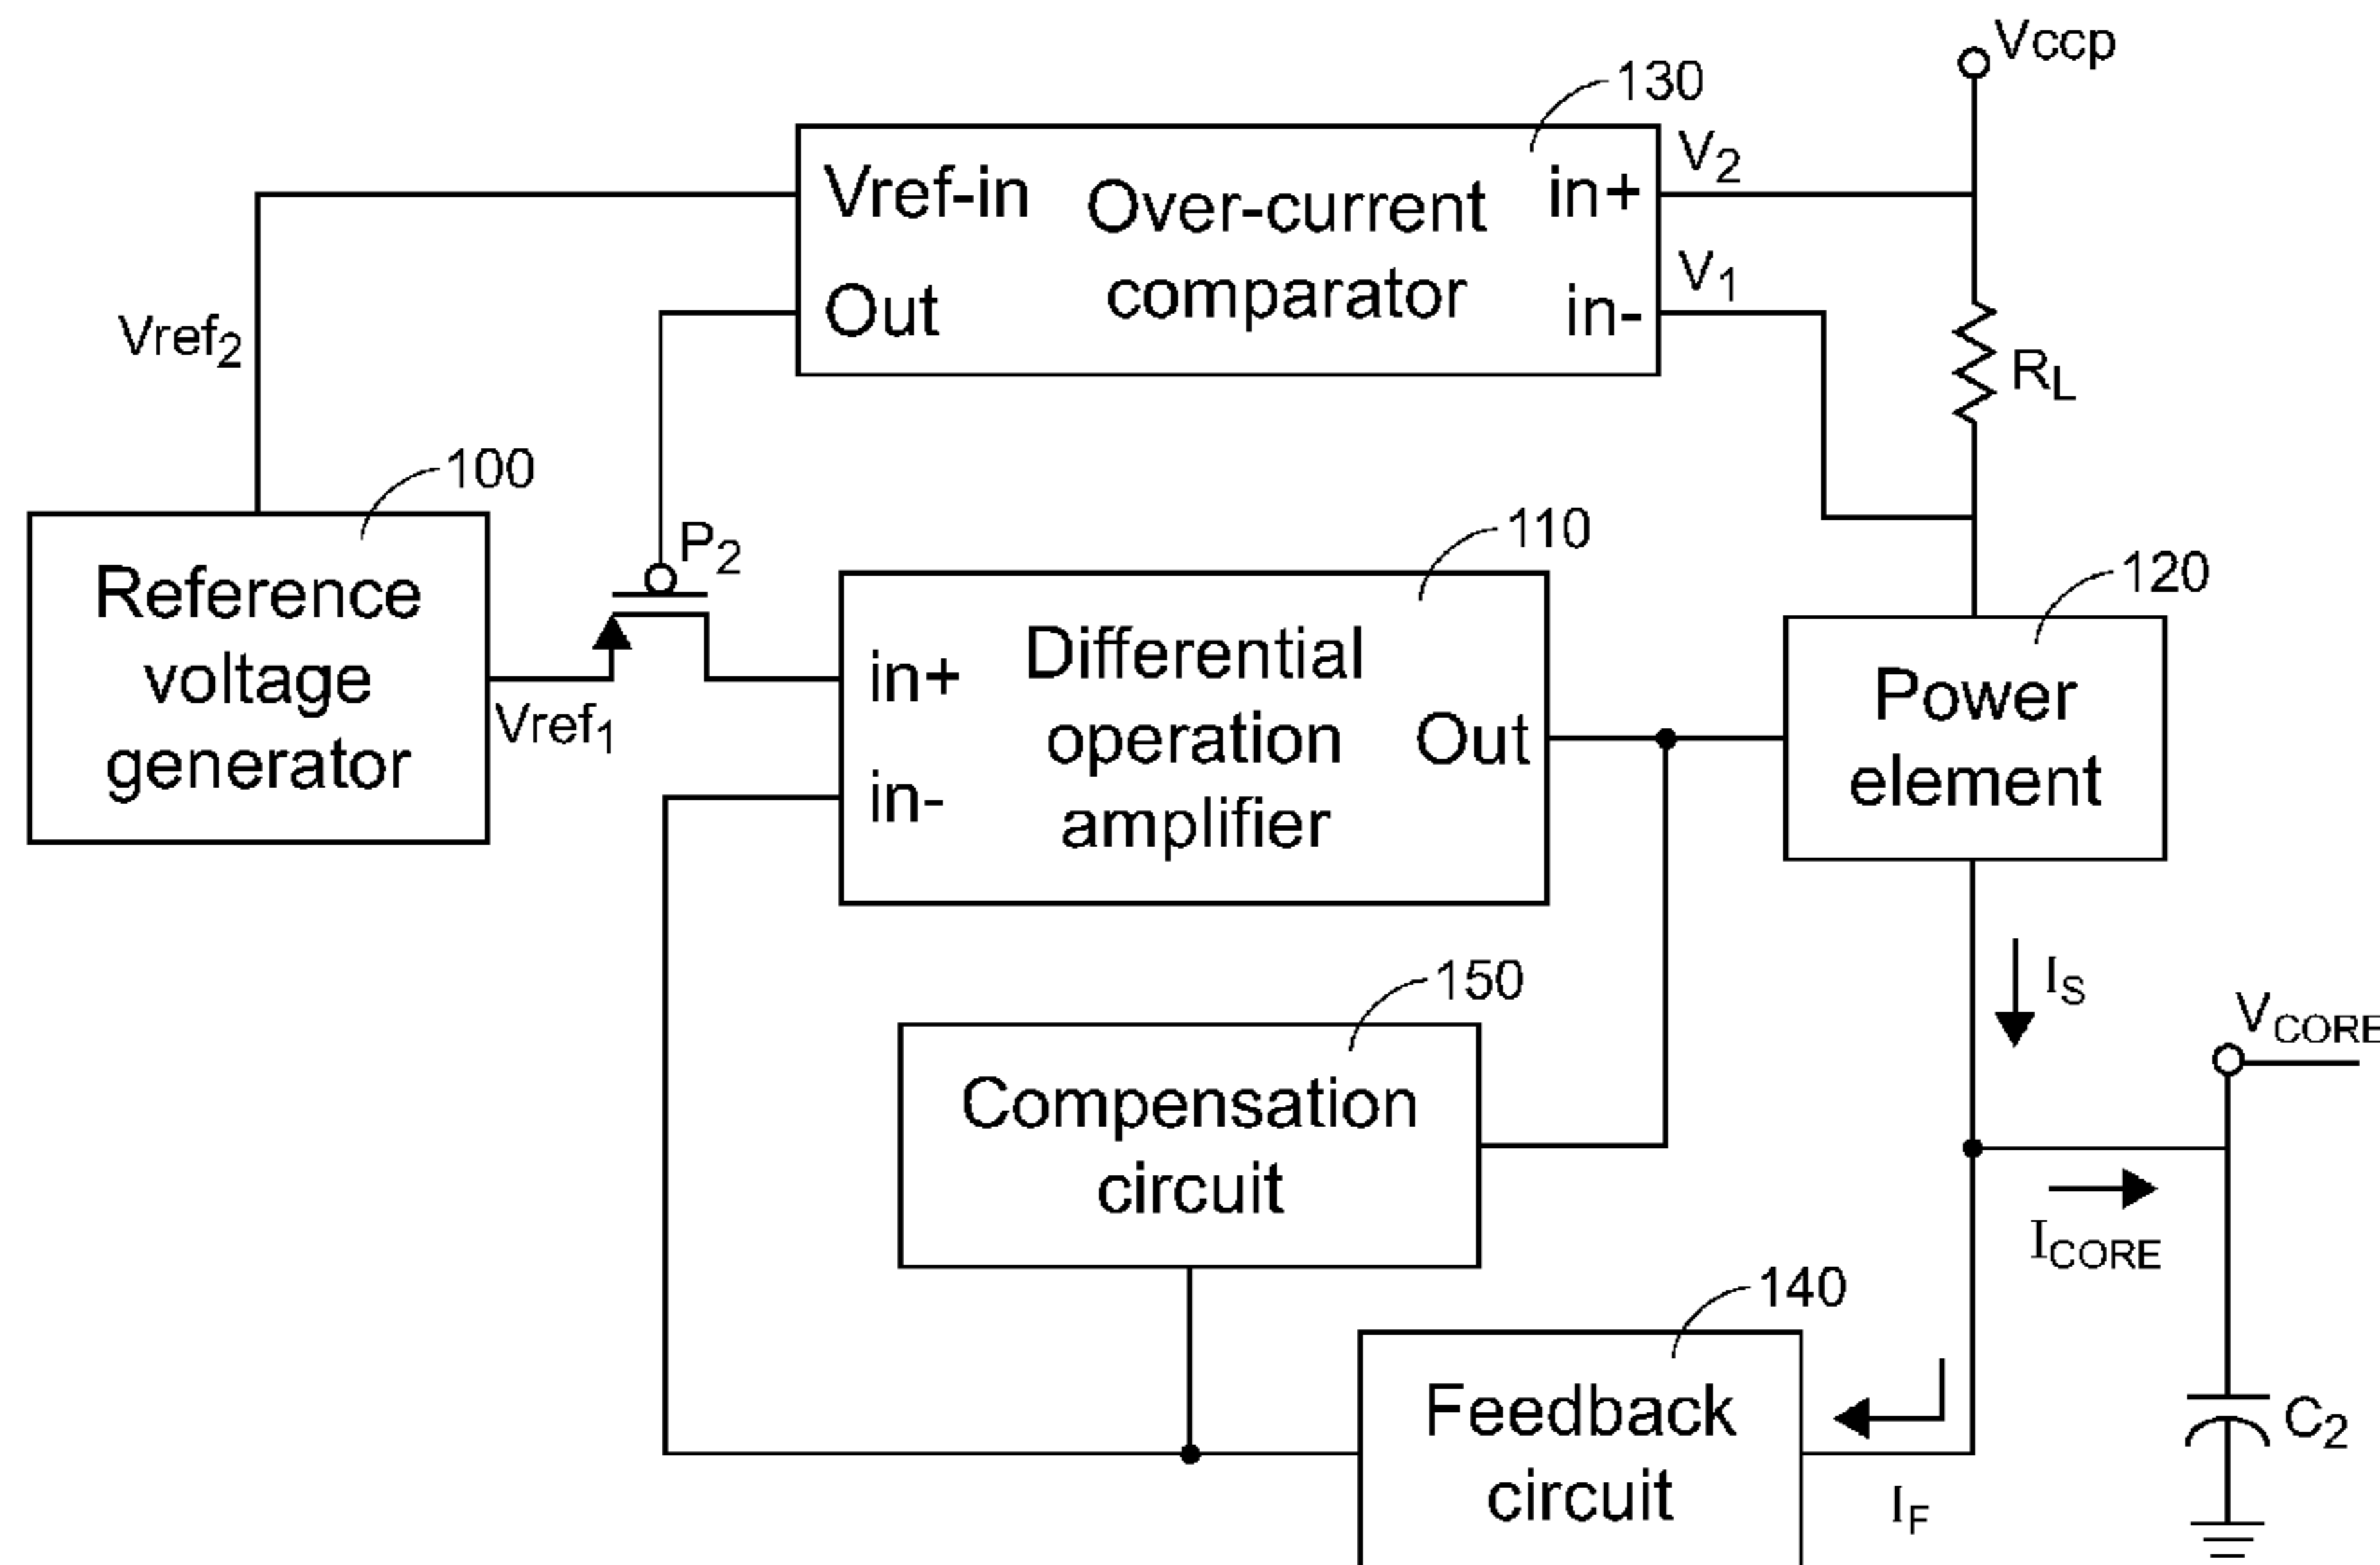 Vccp
130
V2
Vref-in
Over-current
comparator
in+
V1
Out
in-
Vref2
RL
100
P2
110
120
Reference
voltage
generator
Vref1
in+
in-
Differential
operation
amplifier
Out
Power
element
150
IS
VCORE
Compensation
circuit
ICORE
140
Feedback
circuit
IF
C2